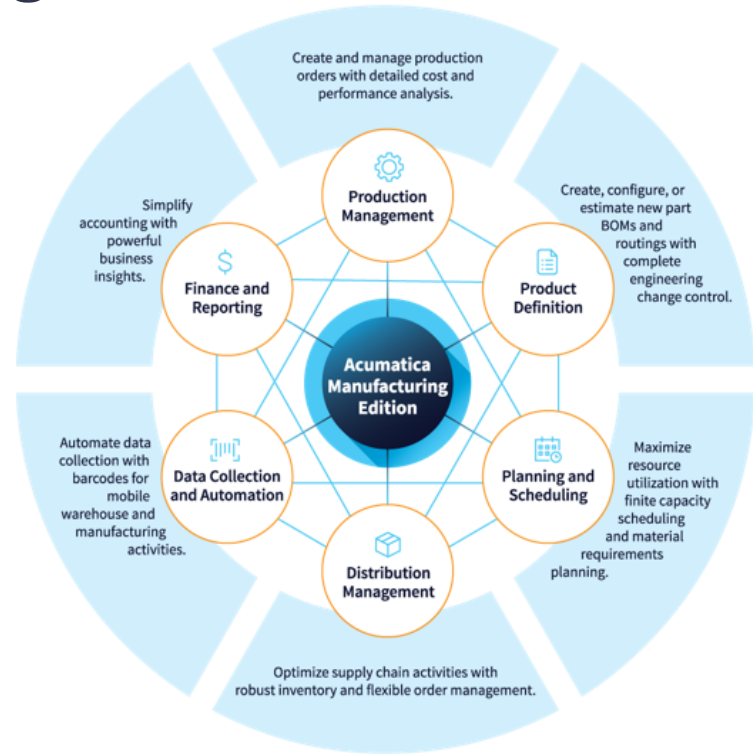 Create and manage production
orders with detailed cost and
performance analysis.
Production
Management
Create, configure, or
estimate new part
BOMs and
routings with
complete
engineering
change control.
Product
Definition
Maximize
resource
utilization with
finite capacity
scheduling
and material
requirements
planning.
Planning and
Scheduling
Optimize supply chain activities with
robust inventory and flexible order management.
Distribution
Management
Automate data
collection with
barcodes for
mobile
warehouse and
manufacturing
activities.
Data Collection
and Automation
Simplify
accounting with
powerful
business
insights.
$
Finance and
Reporting
Acumatica
Manufacturing
Edition